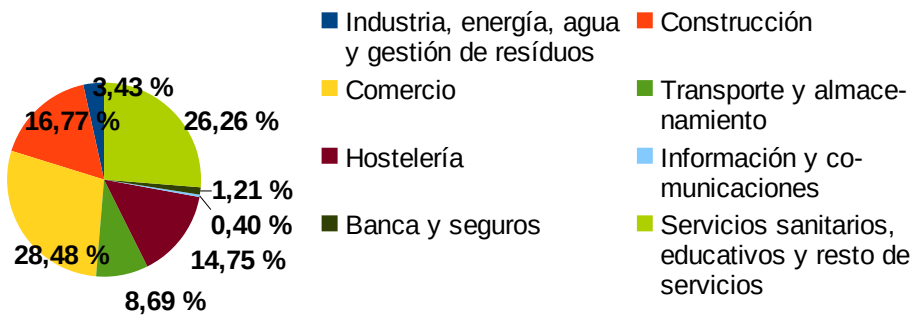 3,43 %
16,77 %
26,26 %
1,21 %
0,40 %
28,48 %
14,75 %
8,69 %
Industria, energía, agua
y gestión de resíduos
Construcción
Comercio
Transporte y almace-
namiento
Hostelería
Información y co-
municaciones
Banca y seguros
Servicios sanitarios,
educativos y resto de
servicios